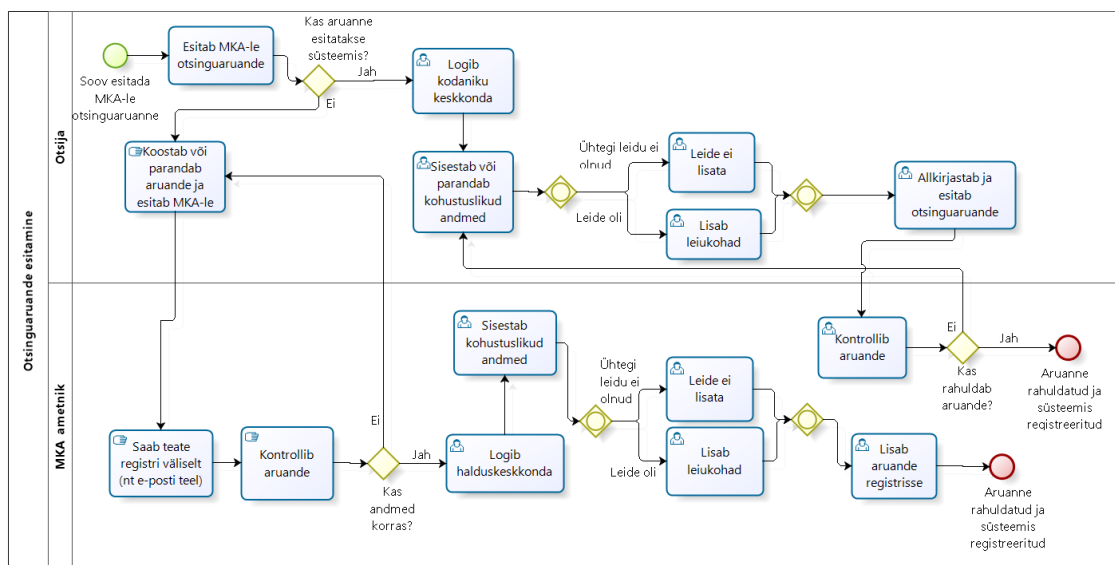 Otsinguaruande esitamine
Otsija
Soov esitada
MKA-le
otsinguaruanne
Esitab MKA-le
otsinguaruande
Kas aruanne
esitatakse
süsteemis?
Jah
Ei
Logib
kodaniku
keskkonda
Koostab või
parandab
aruande ja
esitab MKA-le
Sisestab või
parandab
kohustuslikud
andmed
Ühtegi leidu ei
olnud
Leide oli
Leide ei
lisata
Lisab
leiukohad
Allkirjastab ja
esitab
otsinguaruande
MKA ametnik
Saab teate
registri väliselt
(nt e-posti teel)
Kontrollib
aruande
Ei
Jah
Kas
andmed
korras?
Logib
halduskeskkonda
Sisestab
kohustuslikud
andmed
Ühtegi
leidu ei
olnud
Leide oli
Leide ei
lisata
Lisab
leiukohad
Lisab
aruande
registrisse
Aruanne
rahuldatud ja
süsteemis
registreeritud
Kontrollib
aruande
Ei
Jah
Kas
rahuldab
aruande?
Aruanne
rahuldatud ja
süsteemis
registreeritud